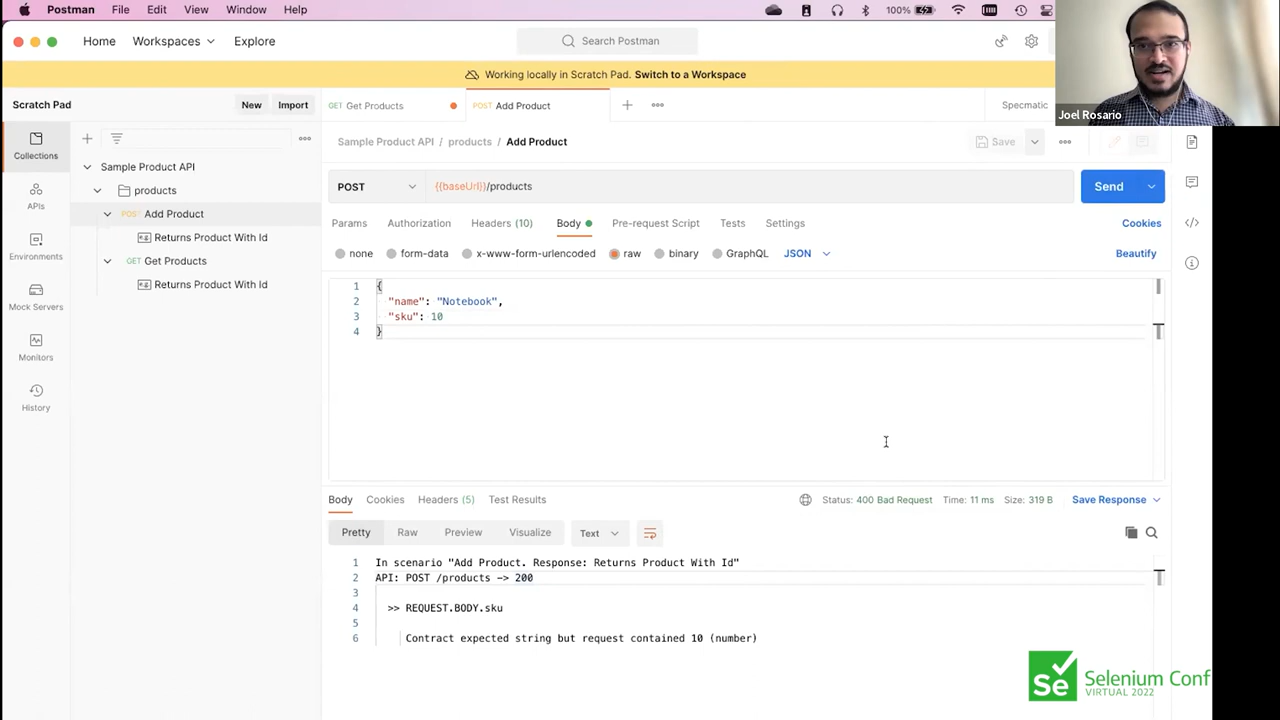 Postman File Edit View Window Help
100%
Home Workspaces Explore
Search Postman
Working locally in Scratch Pad. Switch to a Workspace
Joel Rosario
Scratch Pad New Import
GET Get Products
POST Add Product
Specmatic
Collections
APIs
Environments
Mock Servers
Monitors
History
Sample Product API
products
POST Add Product
Returns Product With Id
GET Get Products
Returns Product With Id
Sample Product API / products / Add Product
Save
POST {{baseUrl}}/products
Send
Params Authorization Headers (10) Body Pre-request Script Tests Settings Cookies
none form-data x-www-form-urlencoded raw binary GraphQL JSON Beautify
1 {
2 "name": "Notebook",
3 "sku": 10
4 }
Body Cookies Headers (5) Test Results Status: 400 Bad Request Time: 11 ms Size: 319 B Save Response
Pretty Raw Preview Visualize Text
1 In scenario "Add Product. Response: Returns Product With Id"
2 API: POST /products -> 200
3
4 >> REQUEST.BODY.sku
5
6 Contract expected string but request contained 10 (number)
Se Selenium Conf
VIRTUAL 2022